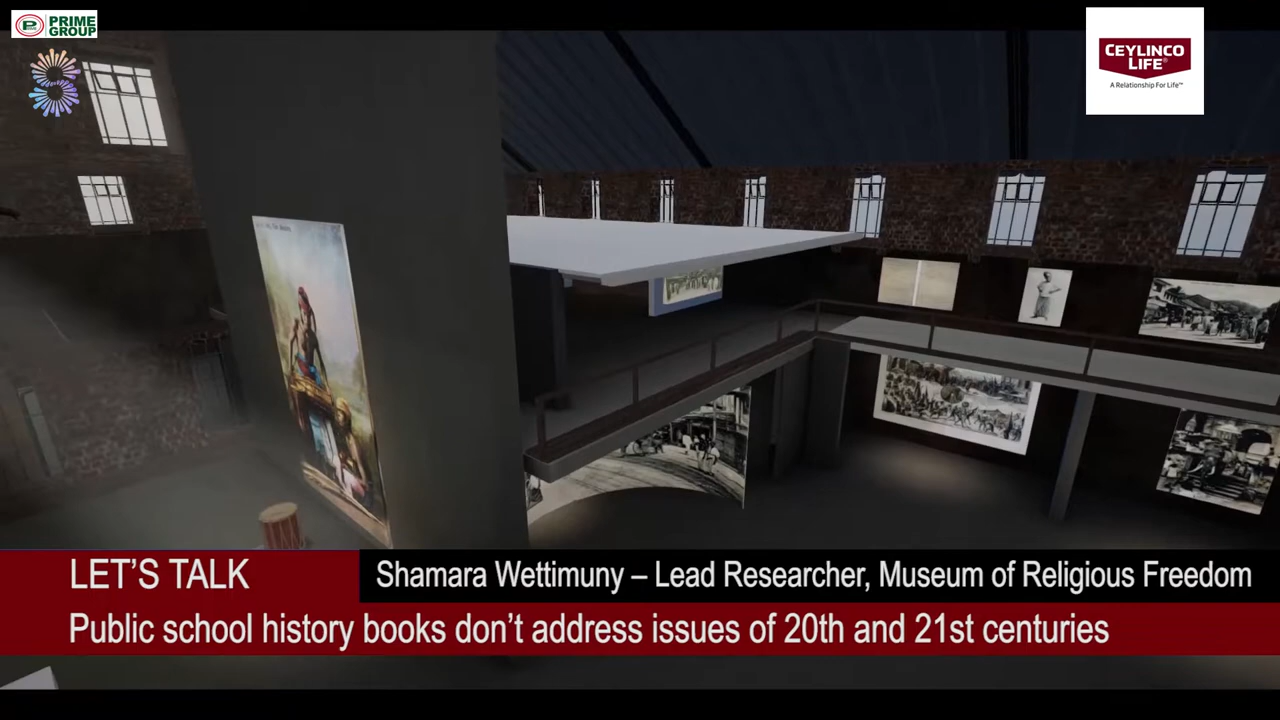 PRIME
GROUP
CEYLINCO
LIFE®
A Relationship For Life™
LET'S TALK
Shamara Wettimuny – Lead Researcher, Museum of Religious Freedom
Public school history books don't address issues of 20th and 21st centuries